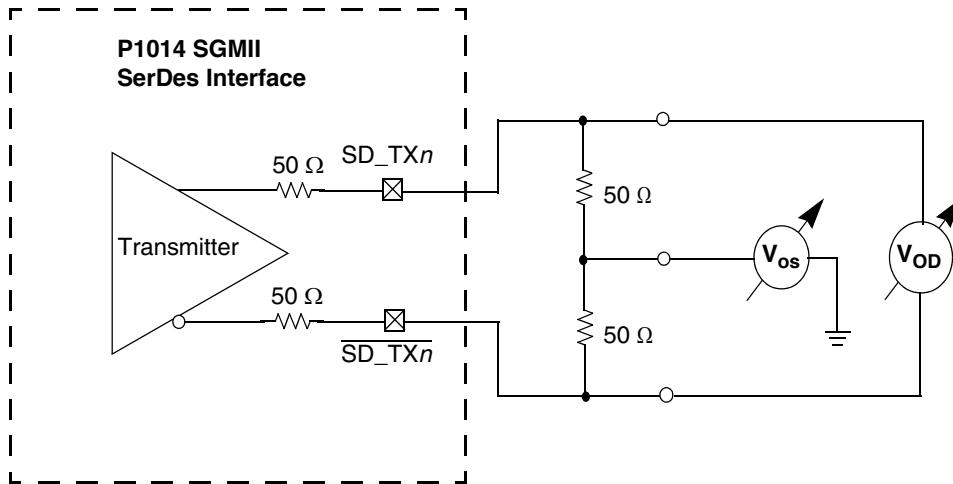 P1014 SGMII
SerDes Interface
50 Ω
SD_TXn
50 Ω
Transmitter
Vos
VOD
50 Ω
50 Ω
SD_TXn